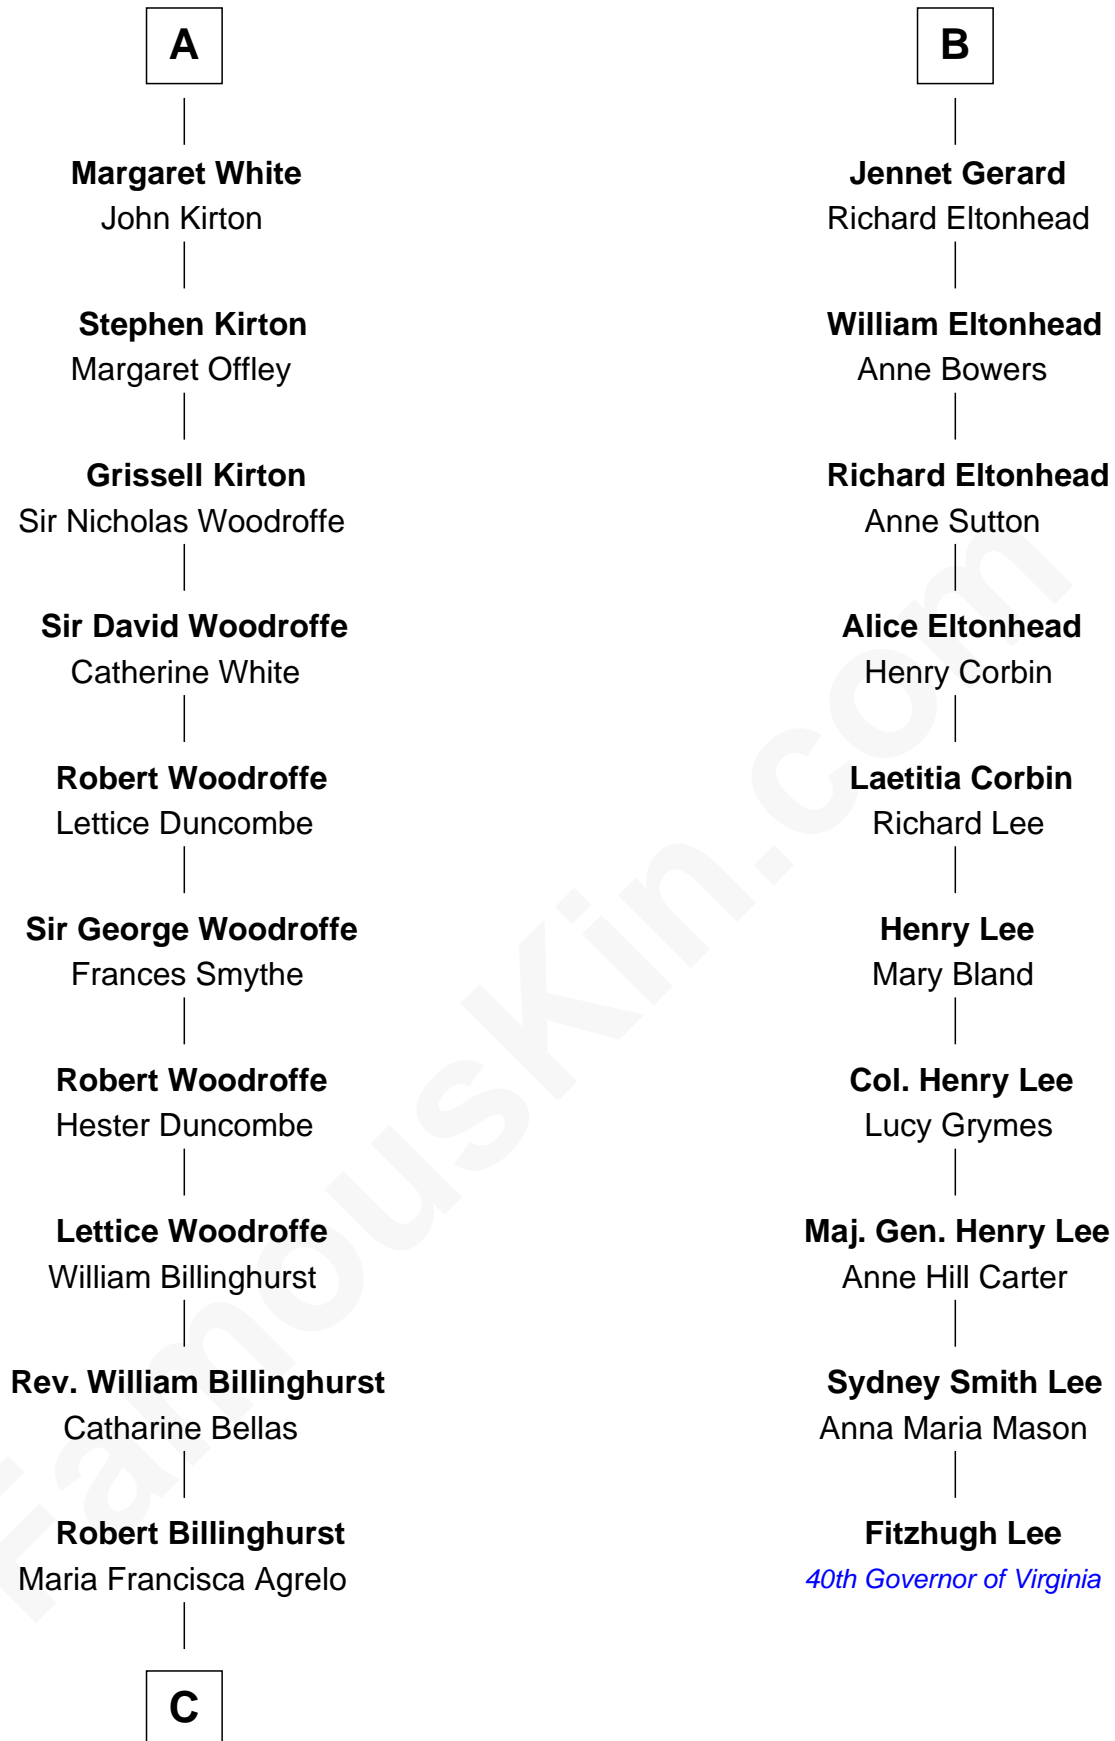 A
Margaret White
John Kirton
Stephen Kirton
Margaret Offley
Grissell Kirton
Sir Nicholas Woodroffe
Sir David Woodroffe
Catherine White
Robert Woodroffe
Lettice Duncombe
Sir George Woodroffe
Frances Smythe
Robert Woodroffe
Hester Duncombe
Lettice Woodroffe
William Billinghurst
Rev. William Billinghurst
Catharine Bellas
Robert Billinghurst
Maria Francisca Agrelo
C
B
Jennet Gerard
Richard Eltonhead
William Eltonhead
Anne Bowers
Richard Eltonhead
Anne Sutton
Alice Eltonhead
Henry Corbin
Laetitia Corbin
Richard Lee
Henry Lee
Mary Bland
Col. Henry Lee
Lucy Grymes
Maj. Gen. Henry Lee
Anne Hill Carter
Sydney Smith Lee
Anna Maria Mason
Fitzhugh Lee
40th Governor of Virginia
FamousKin.com